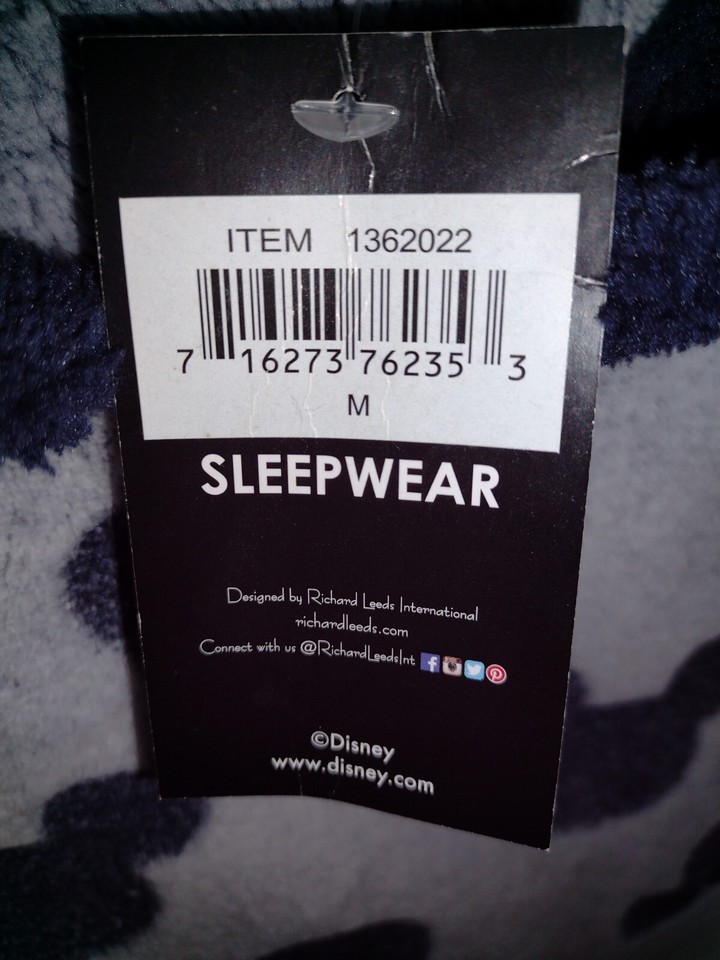 ITEM 1362022
7 16273 76235 3
M
SLEEPWEAR
Designed by Richard Leeds International
richardleeds.com
Connect with us @RichardLeedsInt
©Disney
www.disney.com